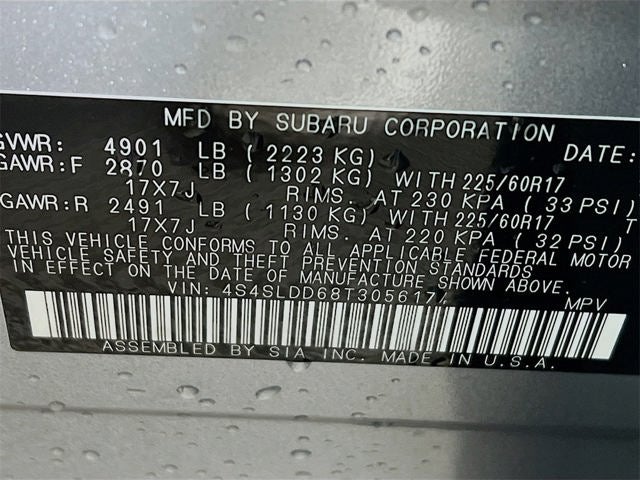 MFD BY SUBARU CORPORATION
GVWR: 4901 LB ( 2223 KG) DATE:
GAWR:F 2870 LB ( 1302 KG) WITH 225/60R17
17X7J RIMS. AT 230 KPA ( 33 PSI)
GAWR:R 2491 LB ( 1130 KG) WITH 225/60R17 T
17X7J RIMS. AT 220 KPA ( 32 PSI)
THIS VEHICLE CONFORMS TO ALL APPLICABLE FEDERAL MOTOR
VEHICLE SAFETY AND THEFT PREVENTION STANDARDS
IN EFFECT ON THE DATE OF MANUFACTURE SHOWN ABOVE.
VIN: MPV
ASSEMBLED BY SIA INC. MADE IN U.S.A.